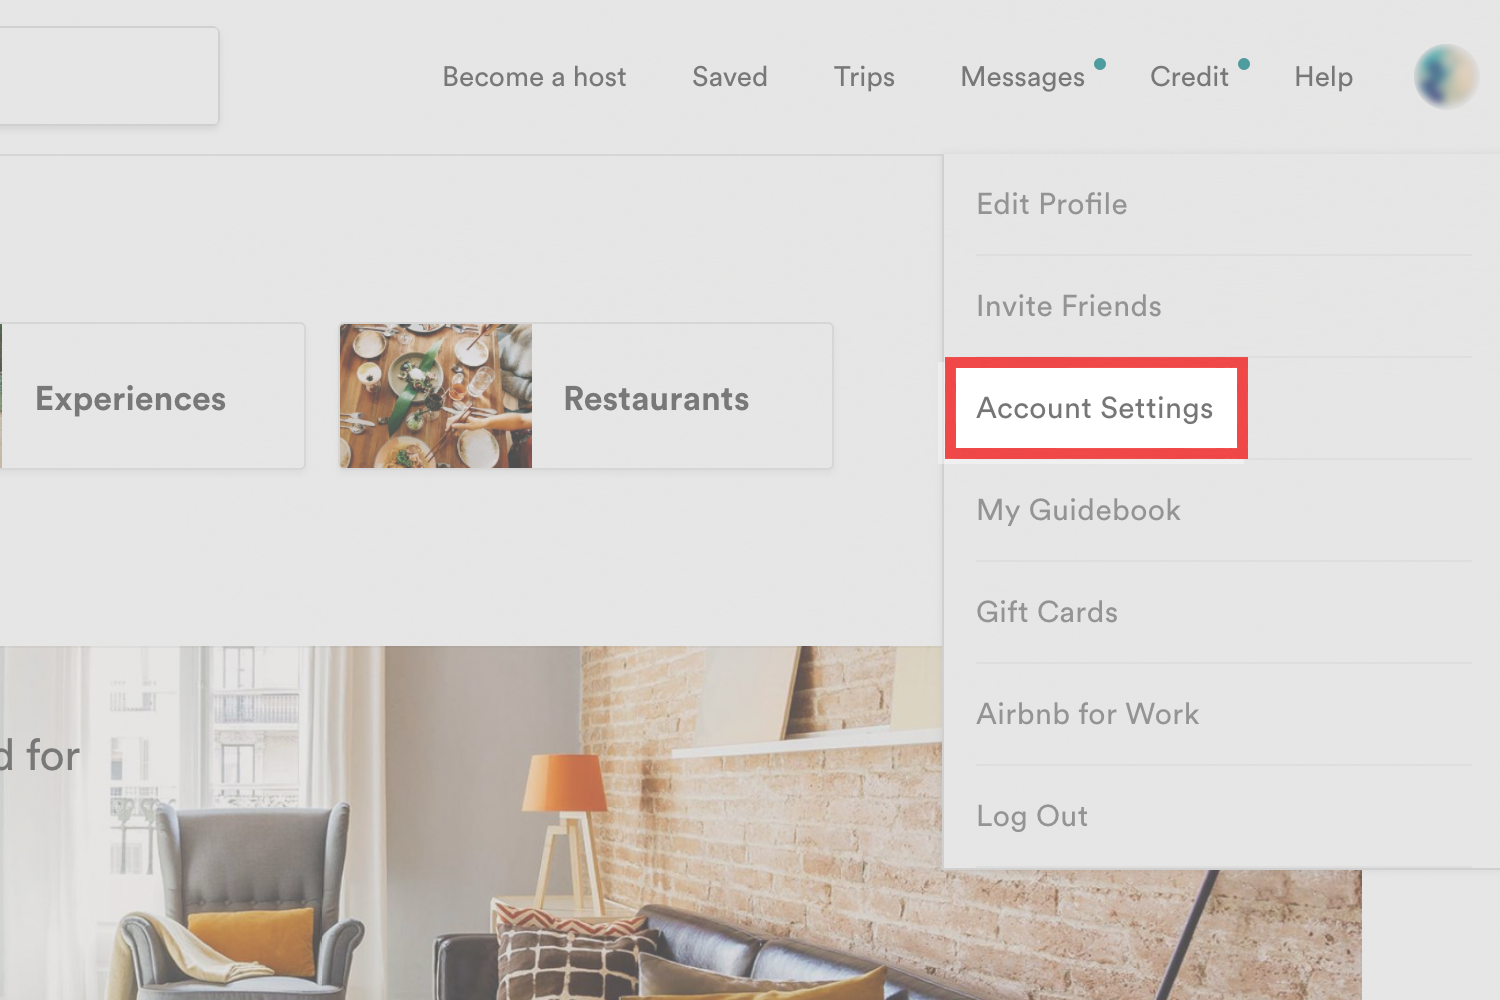 Become a host
Saved
Trips
Messages
Credit
Help
Edit Profile
Invite Friends
Experiences
Restaurants
Account Settings
My Guidebook
Gift Cards
Airbnb for Work
d for
Log Out